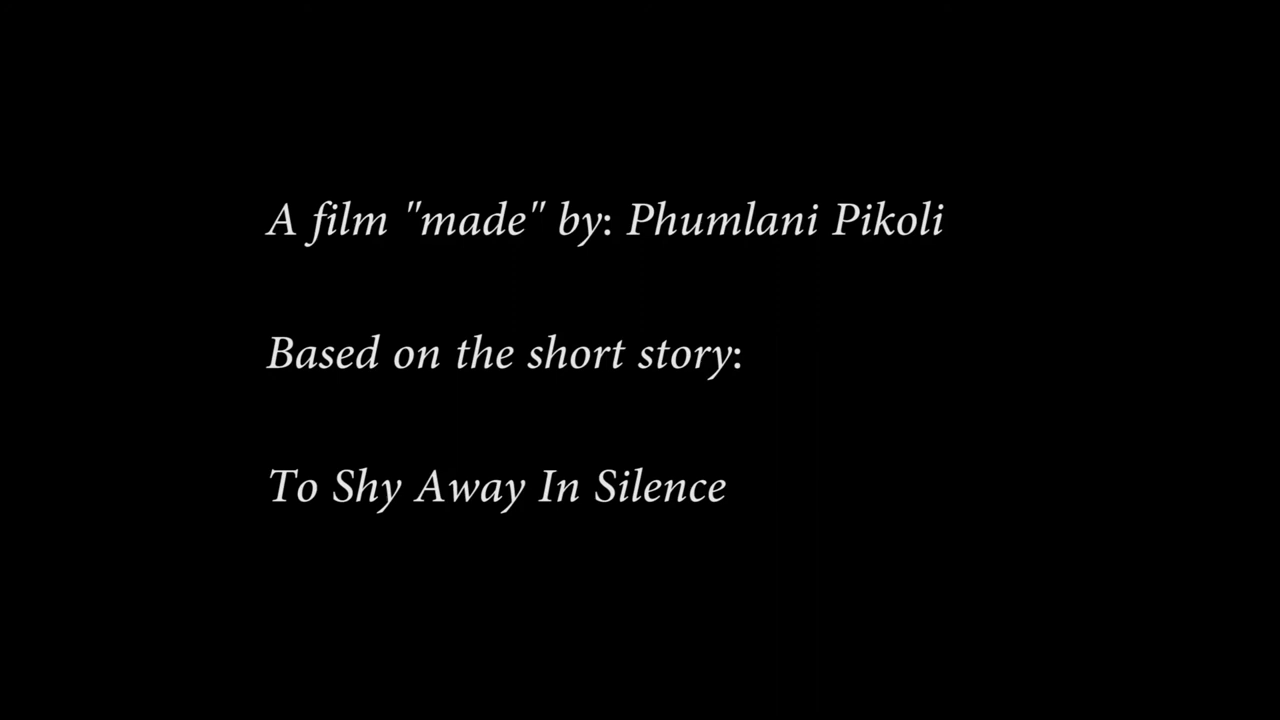 A film "made" by: Phumlani Pikoli
Based on the short story:
To Shy Away In Silence